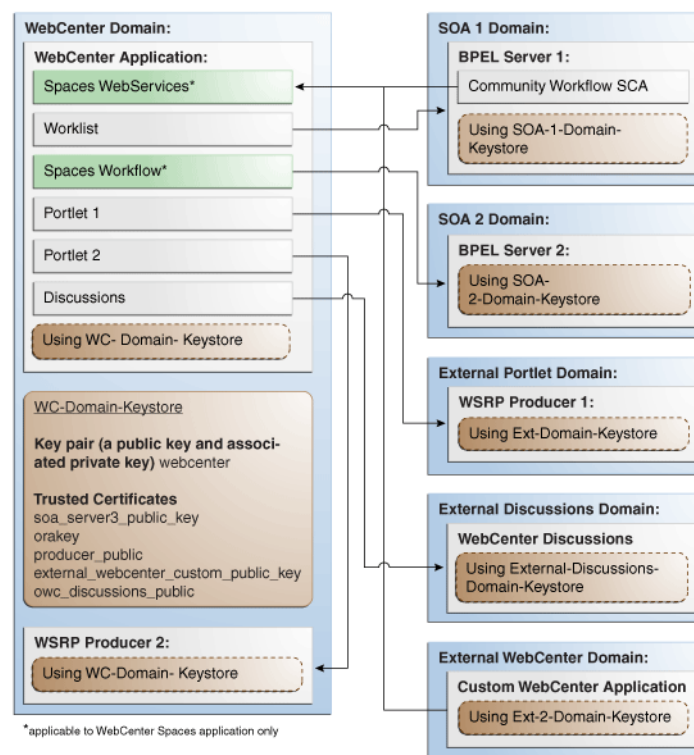 WebCenter Domain:
WebCenter Application:
Spaces WebServices*
Worklist
Spaces Workflow*
Portlet 1
Portlet 2
Discussions
Using WC- Domain- Keystore
WC-Domain-Keystore
Key pair (a public key and associ-
ated private key) webcenter
Trusted Certificates
soa_server3_public_key
orakey
producer_public
external_webcenter_custom_public_key
owc_discussions_public
WSRP Producer 2:
Using WC-Domain- Keystore
*applicable to WebCenter Spaces application only
SOA 1 Domain:
BPEL Server 1:
Community Workflow SCA
Using SOA-1-Domain-
Keystore
SOA 2 Domain:
BPEL Server 2:
Using SOA-
2-Domain-Keystore
External Portlet Domain:
WSRP Producer 1:
Using Ext-Domain-Keystore
External Discussions Domain:
WebCenter Discussions
Using External-Discussions-
Domain-Keystore
External WebCenter Domain:
Custom WebCenter Application
Using Ext-2-Domain-Keystore